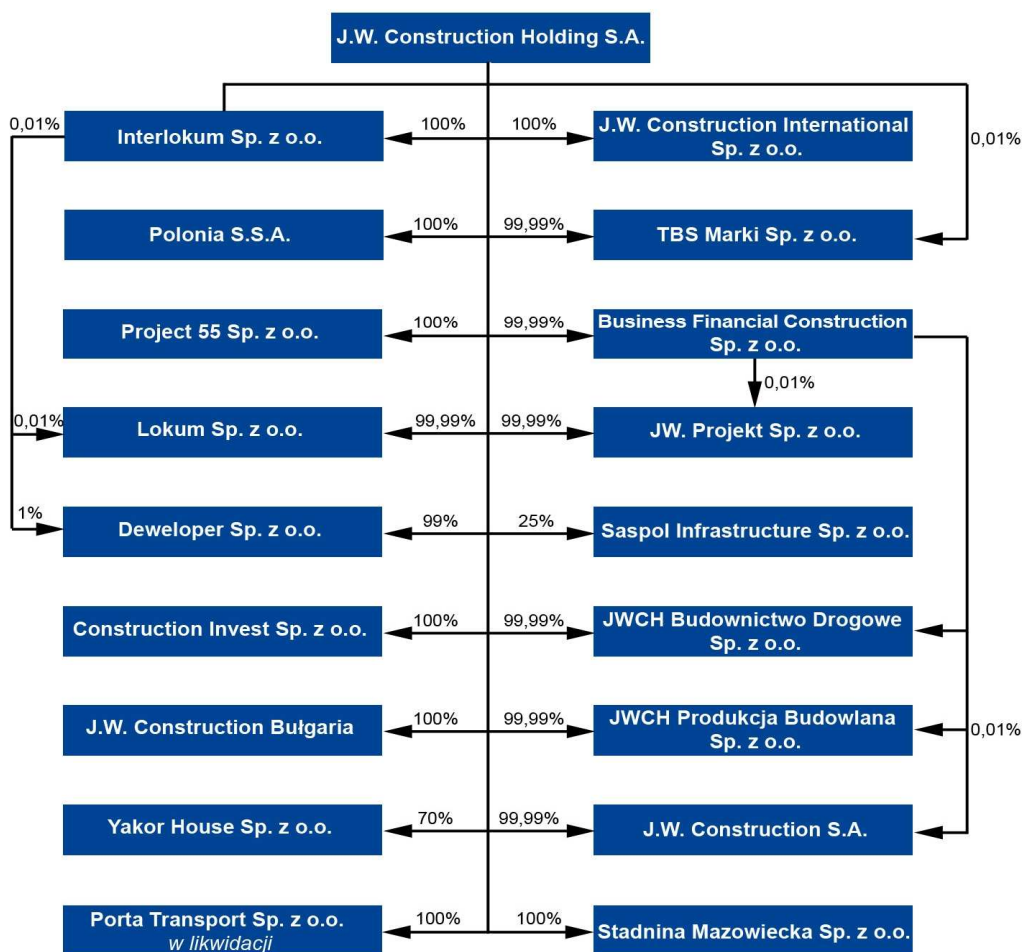 J.W. Construction Holding S.A.
0,01%
Interlokum Sp. z o.o.
100%
100%
J.W. Construction International
Sp. z o.o.
0,01%
Polonia S.S.A.
100%
99,99%
TBS Marki Sp. z o.o.
Project 55 Sp. z o.o.
100%
99,99%
Business Financial Construction
Sp. z o.o.
0,01%
0,01%
Lokum Sp. z o.o.
99,99%
99,99%
JW. Projekt Sp. z o.o.
1%
Deweloper Sp. z o.o.
99%
25%
Saspol Infrastructure Sp. z o.o.
Construction Invest Sp. z o.o.
100%
99,99%
JWCH Budownictwo Drogowe
Sp. z o.o.
J.W. Construction Bułgaria
100%
99,99%
JWCH Produkcja Budowlana
Sp. z o.o.
0,01%
Yakor House Sp. z o.o.
70%
99,99%
J.W. Construction S.A.
Porta Transport Sp. z o.o.
w likwidacji
100%
100%
Stadnina Mazowiecka Sp. z o.o.